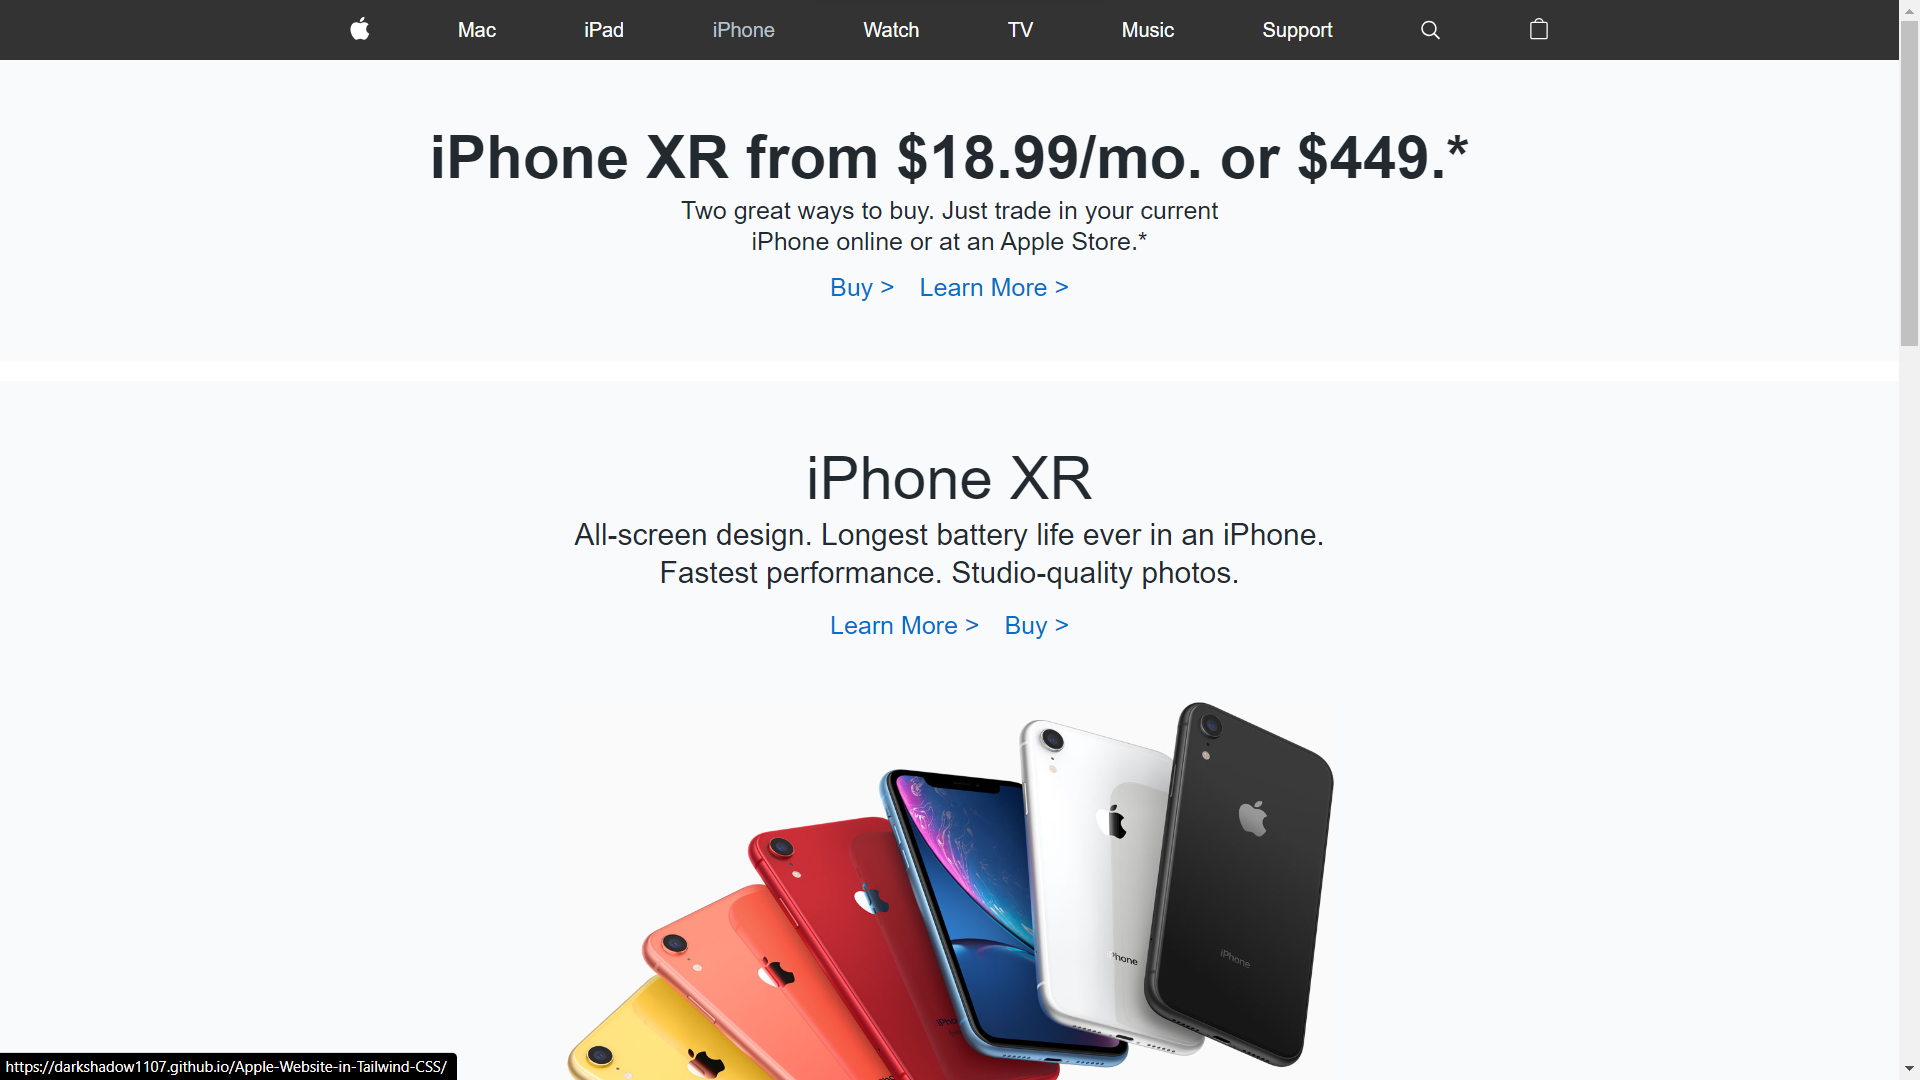 Mac iPad iPhone Watch TV Music Support
iPhone XR from $18.99/mo. or $449.*
Two great ways to buy. Just trade in your current
iPhone online or at an Apple Store.*
Buy > Learn More >
iPhone XR
All-screen design. Longest battery life ever in an iPhone.
Fastest performance. Studio-quality photos.
Learn More > Buy >
iPhone
iPhone
https://darkshadow1107.github.io/Apple-Website-in-Tailwind-CSS/